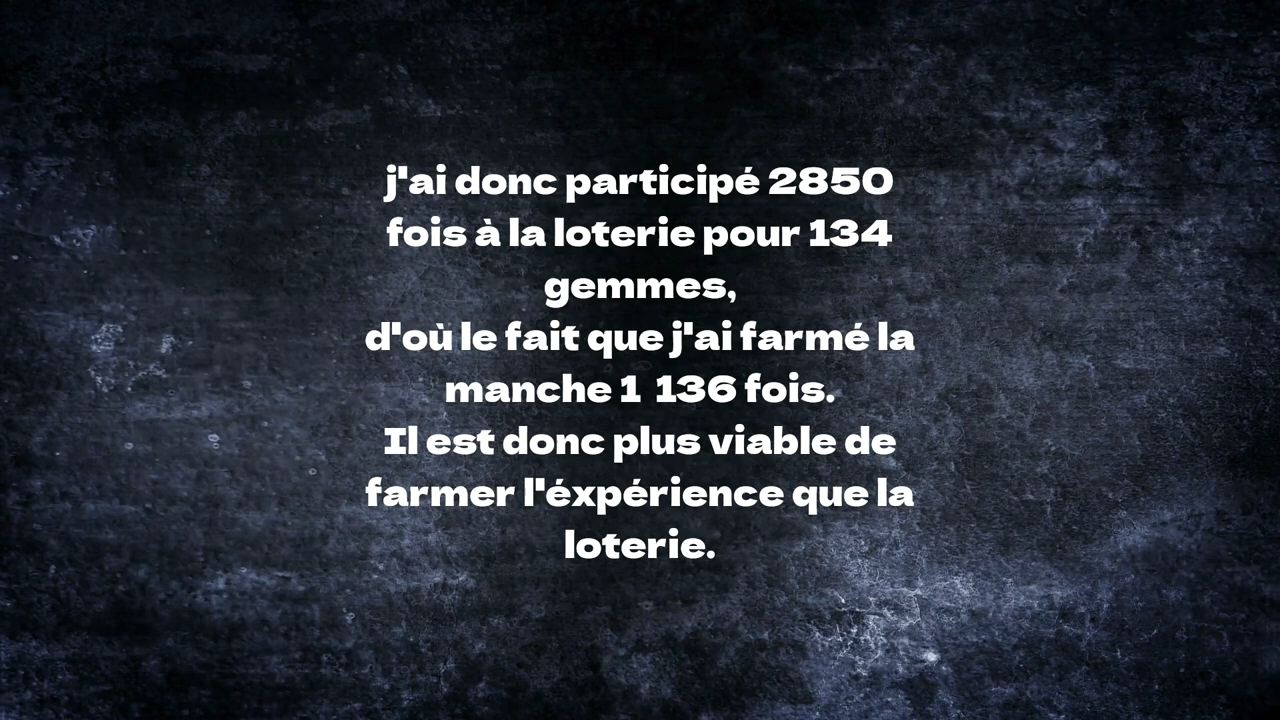 j'ai donc participé 2850
fois à la loterie pour 134
gemmes,
d'où le fait que j'ai farmé la
manche 1  136 fois.
Il est donc plus viable de
farmer l'éxpérience que la
loterie.